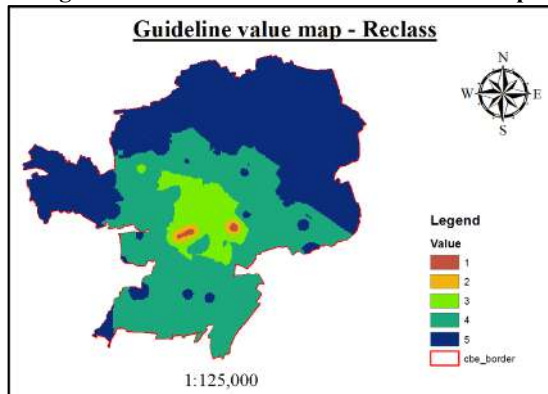 Guideline value map - Reclass
N
W E
S
Legend
Value
1
2
3
4
5
cbe_border
1:125,000